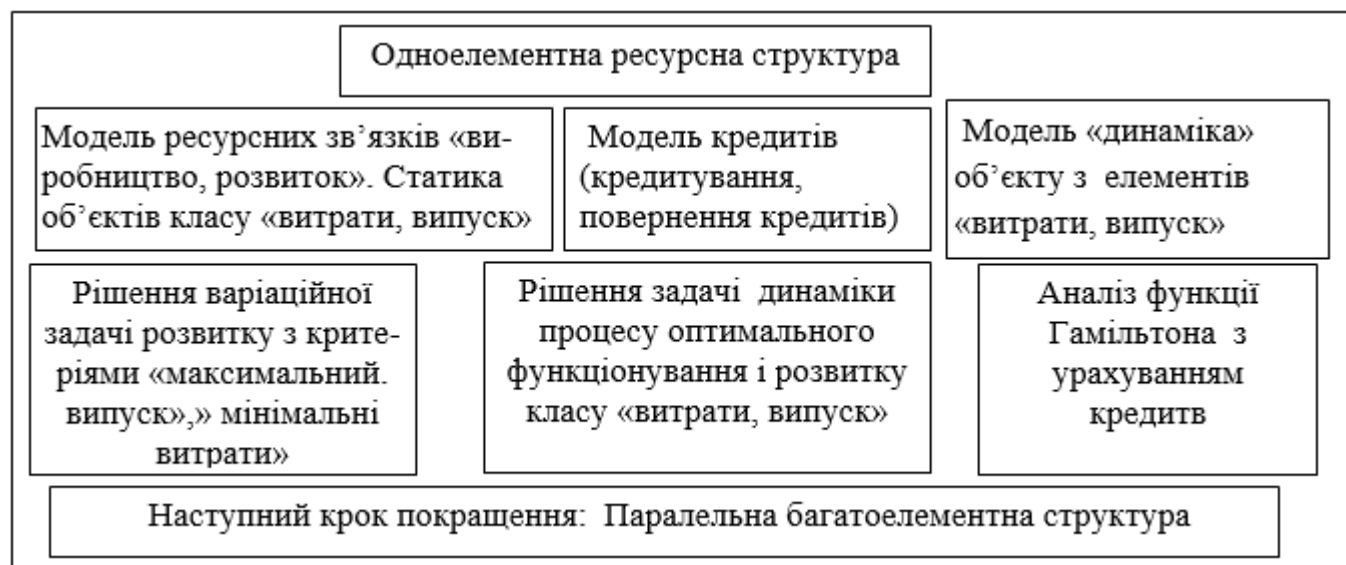 Одноелементна ресурсна структура
Модель ресурсних зв’язків «ви-
робництво, розвиток». Статика
об’єктів класу «витрати, випуск»
Модель кредитів
(кредитування,
повернення кредитів)
Модель «динаміка»
об’єкту з елементів
«витрати, випуск»
Рішення варіаційної
задачі розвитку з крите-
ріями «максимальний.
випуск»,» мінімальні
витрати»
Рішення задачі динаміки
процесу оптимального
функціонування і розвитку
класу «витрати, випуск»
Аналіз функції
Гамільтона з
урахуванням
кредитв
Наступний крок покращення: Паралельна багатоелементна структура